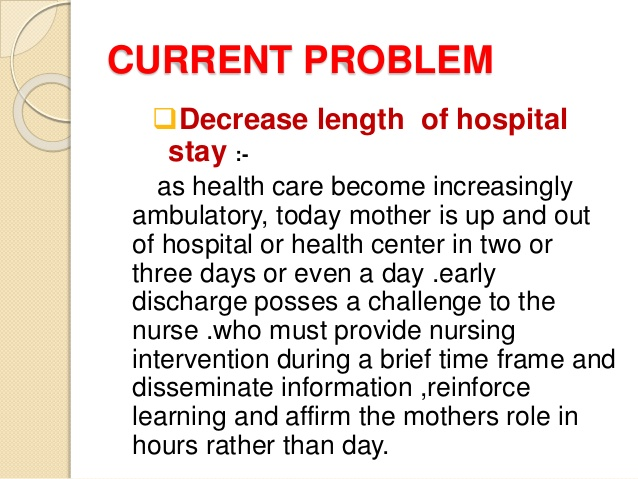 CURRENT PROBLEM
❑Decrease length of hospital
stay :-
as health care become increasingly
ambulatory, today mother is up and out
of hospital or health center in two or
three days or even a day .early
discharge posses a challenge to the
nurse .who must provide nursing
intervention during a brief time frame and
disseminate information ,reinforce
learning and affirm the mothers role in
hours rather than day.